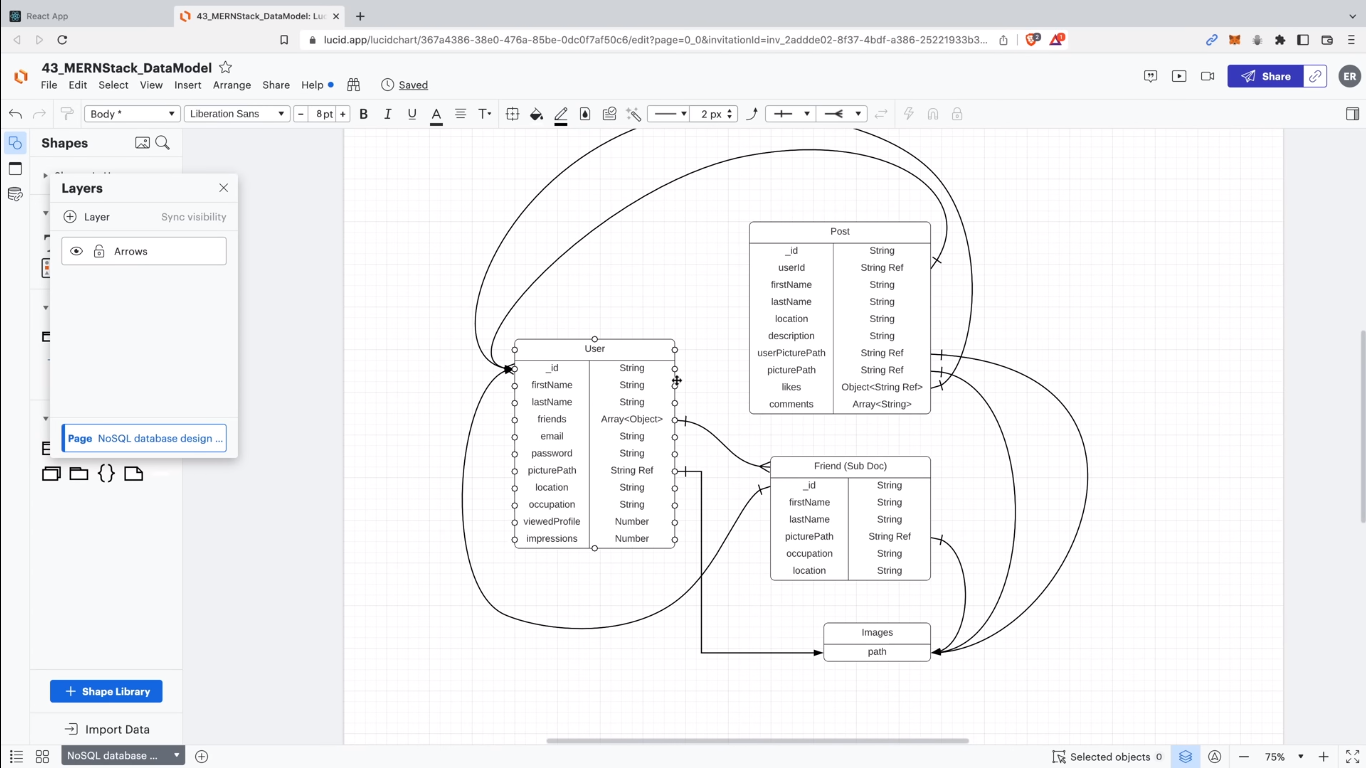 React App
43_MERNStack_DataModel: Luc
lucid.app/lucidchart/367a4386-38e0-476a-85be-0dc0f7af50c6/edit?page=0_0&invitationId=inv_2addde02-8f37-4bdf-a386-25221933b3...
2
1
43_MERNStack_DataModel
File Edit Select View Insert Arrange Share Help Saved
Share
ER
Body * Liberation Sans - 8 pt + B I U A T 2 px
Shapes
Layers
Layer Sync visibility
Arrows
Page NoSQL database design ...
Shape Library
Import Data
Post
_id String
userId String Ref
firstName String
lastName String
location String
description String
userPicturePath String Ref
picturePath String Ref
likes Object<String Ref>
comments Array<String>
User
_id String
firstName String
lastName String
friends Array<Object>
email String
password String
picturePath String Ref
location String
occupation String
viewedProfile Number
impressions Number
Friend (Sub Doc)
_id String
firstName String
lastName String
picturePath String Ref
occupation String
location String
Images
path
NoSQL database ...
Selected objects 0
75%